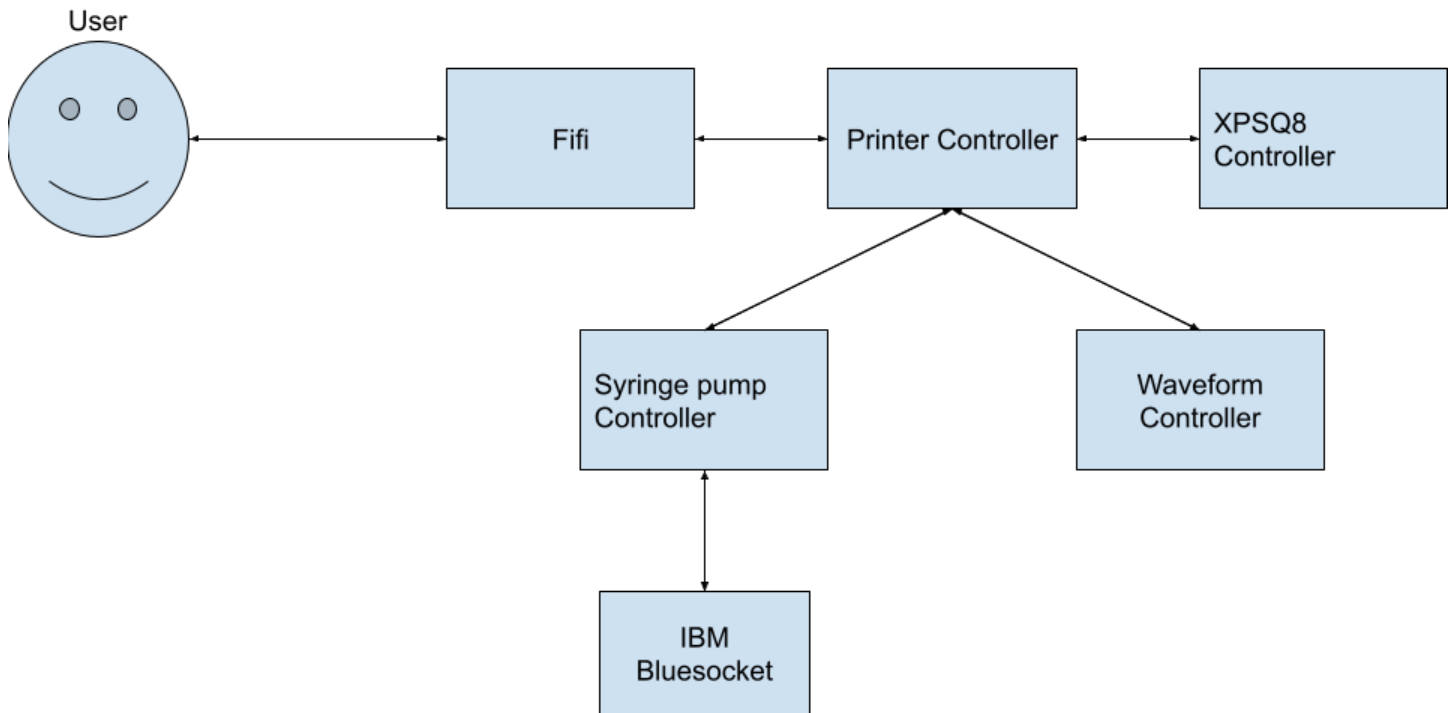 User
Fifi
Printer Controller
XPSQ8
Controller
Syringe pump
Controller
Waveform
Controller
IBM
Bluesocket